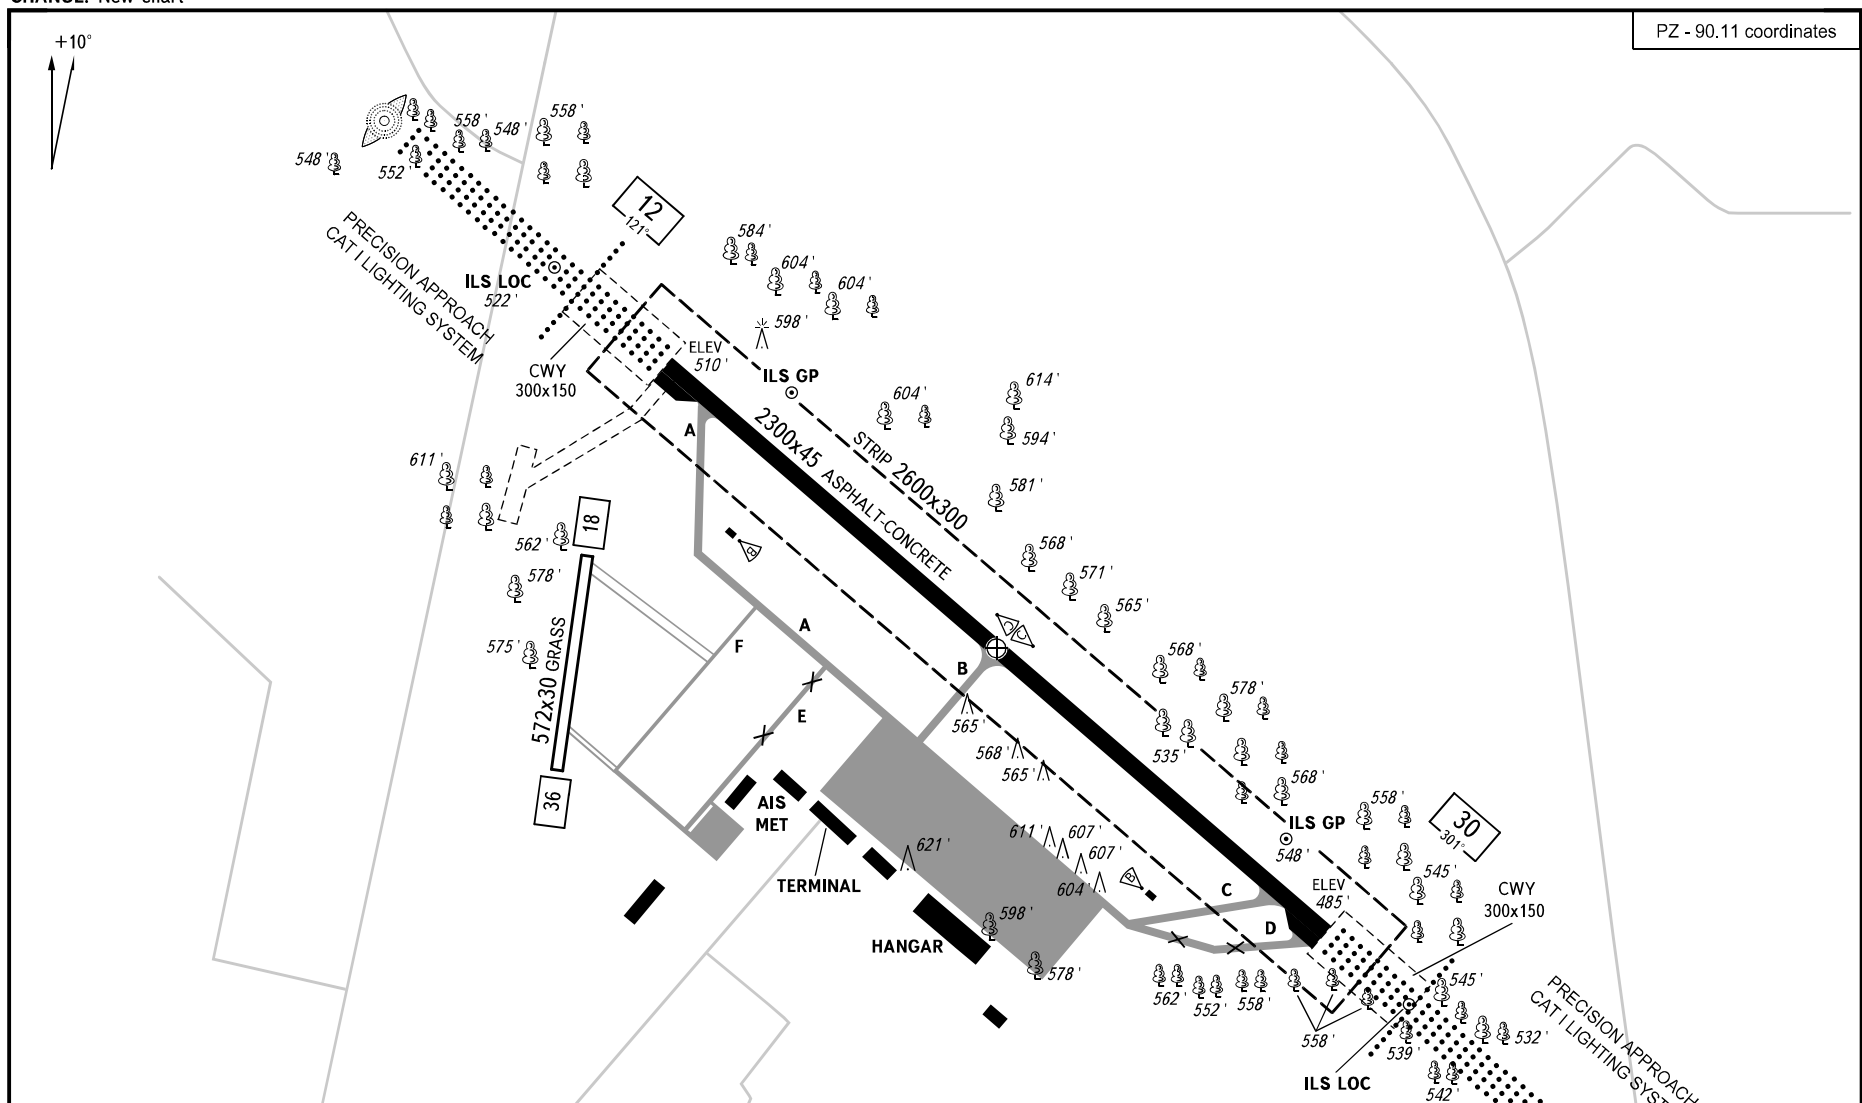 CHANGE: New chart
PZ - 90.11 coordinates
+10°
558'
548'
558'
548'
552'
12
121°
PRECISION APPROACH
CAT I LIGHTING SYSTEM
ILS LOC
522'
584'
604'
604'
598'
ELEV
510'
CWY
300x150
ILS GP
604'
614'
594'
A
2300x45 ASPHALT-CONCRETE
STRIP 2600x300
611'
581'
18
562'
B
568'
578'
571'
565'
575'
572x30 GRASS
F
A
C
C
B
568'
E
565'
578'
568'
535'
565'
568'
36
AIS
MET
558'
ILS GP
548'
30
301°
611'
607'
607'
621'
604'
B
TERMINAL
545'
ELEV
485'
CWY
300x150
C
598'
D
HANGAR
578'
562'
552'
558'
545'
558'
539'
532'
PRECISION APPROACH
CAT I LIGHTING SYST
ILS LOC
542'